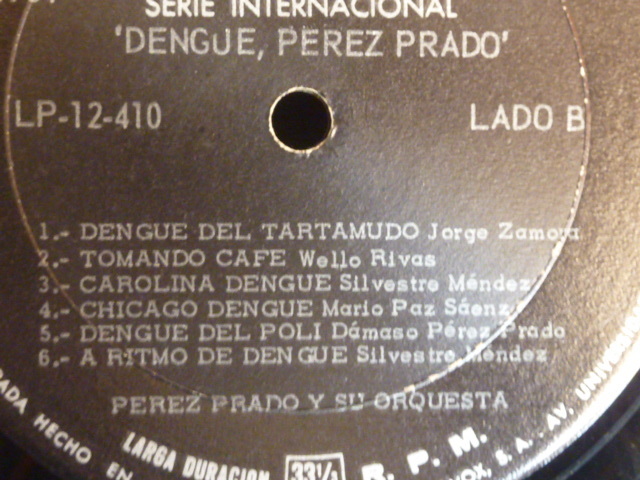 SERIE INTERNACIONAL
'DENGUE, PEREZ PRADO'
LP-12-410
LADO B
1.- DENGUE DEL TARTAMUDO Jorge Zamora
2.- TOMANDO CAFE Wello Rivas
3.- CAROLINA DENGUE Silvestre Méndez
4.- CHICAGO DENGUE Mario Paz Sáenz
5.- DENGUE DEL POLI Dámaso Pérez Prado
6.- A RITMO DE DENGUE Silvestre Méndez
PEREZ PRADO Y SU ORQUESTA
HECHO EN
LARGA DURACION 33⅓ R. P. M.
S. A. - AV.